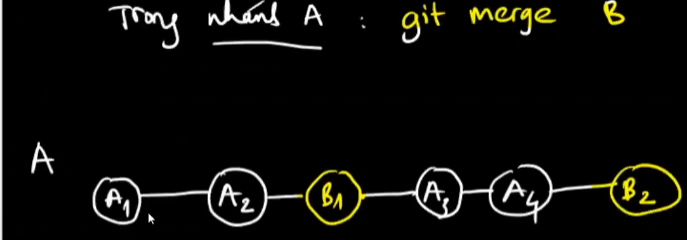 Trong nhánh A : git merge B
A
A1 A2 B1 A3 A4 B2